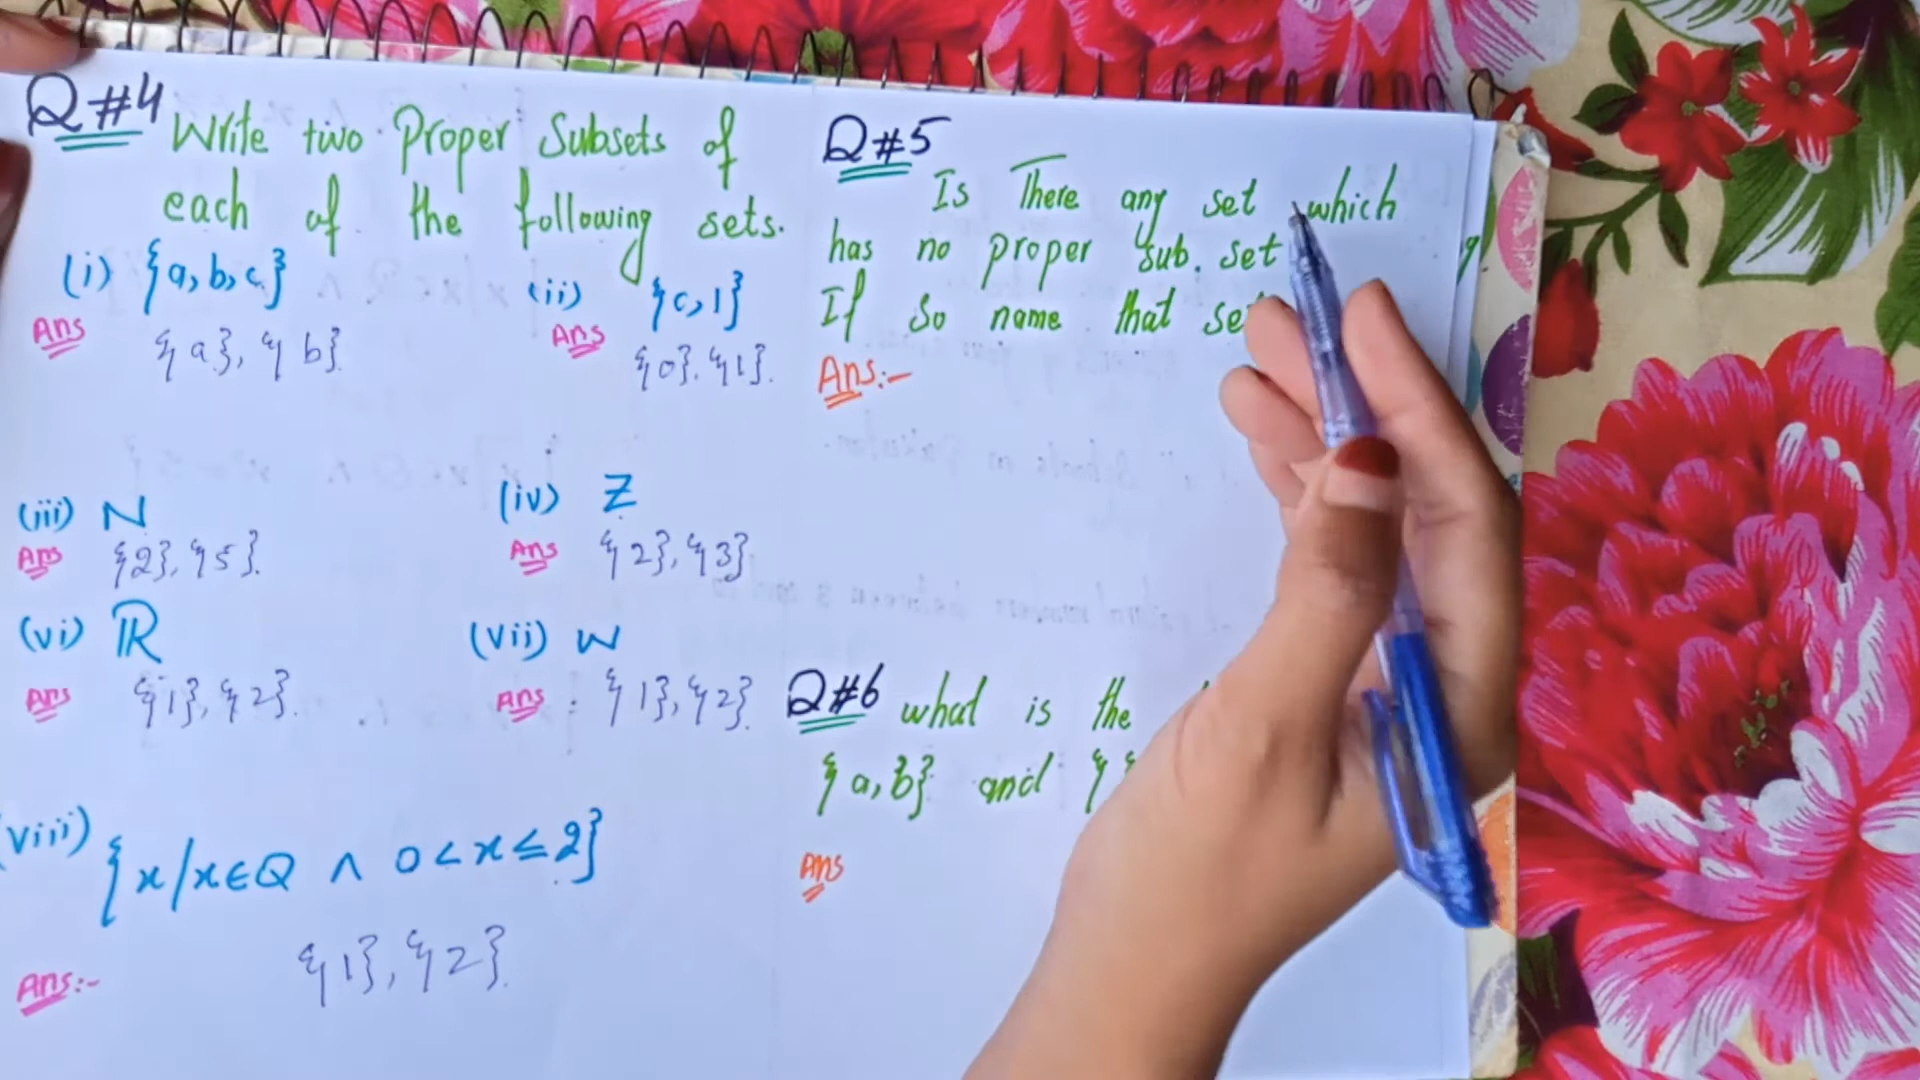 Q#4 Write two Proper Subsets of
each of the following sets.
(i) {a,b,c}
Ans {a}, {b}.
(ii) {c,1}
Ans {0}. {1}.
(iii) N
Ans {2}, {5}.
(iv) Z
Ans {2}, {3}
(vi) R
Ans {1}, {2}.
(vii) W
Ans {1}, {2}.
(viii) {x/x∈Q ∧ 0<x≤2}
Ans:- {1}, {2}.
Q#5
Is There any set which
has no proper sub. set
If so name that set
Ans:-
Q#6 what is the
{a,b} and {{
Ans